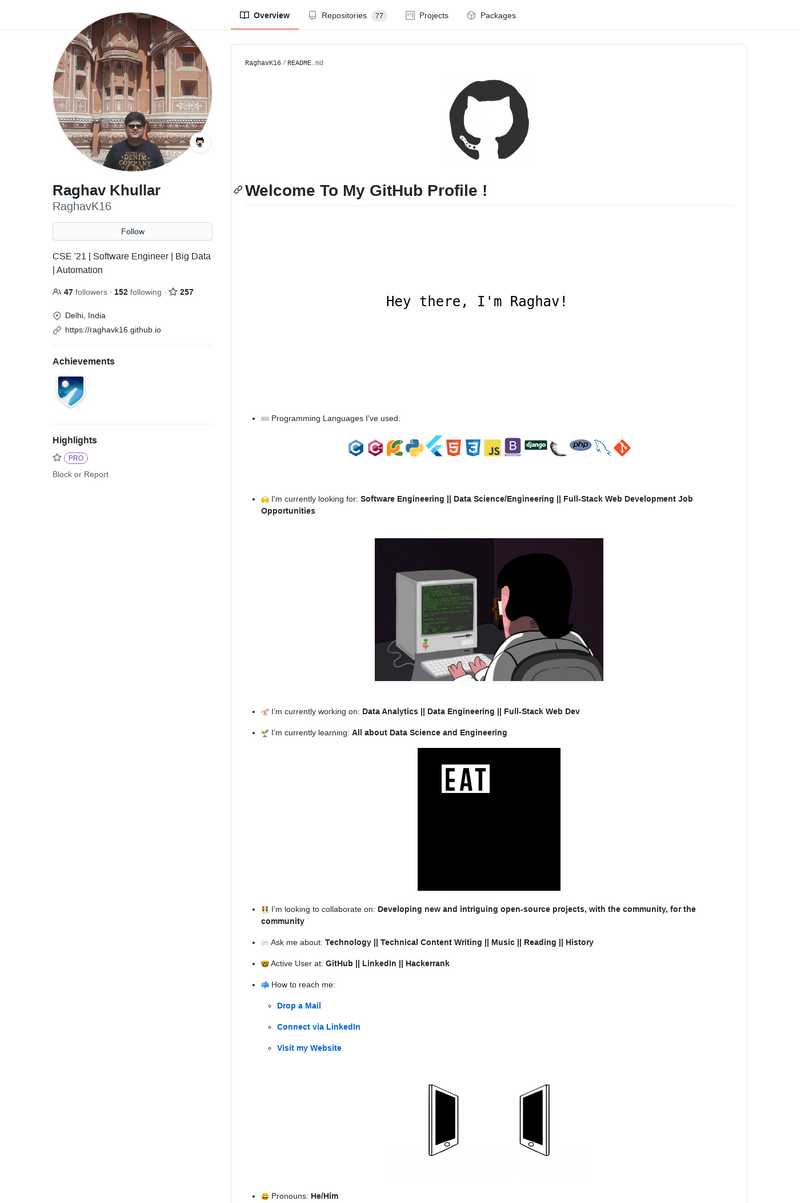 Overview
Repositories 77
Projects
Packages
DENIM
COMPANY
Raghav Khullar
RaghavK16
Follow
CSE '21 | Software Engineer | Big Data
| Automation
47 followers · 152 following · 257
Delhi, India
https://raghavk16.github.io
Achievements
Highlights
PRO
Block or Report
RaghavK16 / README.md
Welcome To My GitHub Profile !
Hey there, I'm Raghav!
Programming Languages I've used:
C C JS B django php
I'm currently looking for: Software Engineering || Data Science/Engineering || Full-Stack Web Development Job
Opportunities
I'm currently working on: Data Analytics || Data Engineering || Full-Stack Web Dev
I'm currently learning: All about Data Science and Engineering
EAT
I'm looking to collaborate on: Developing new and intriguing open-source projects, with the community, for the
community
Ask me about: Technology || Technical Content Writing || Music || Reading || History
Active User at: GitHub || LinkedIn || Hackerrank
How to reach me:
Drop a Mail
Connect via LinkedIn
Visit my Website
Pronouns: He/Him